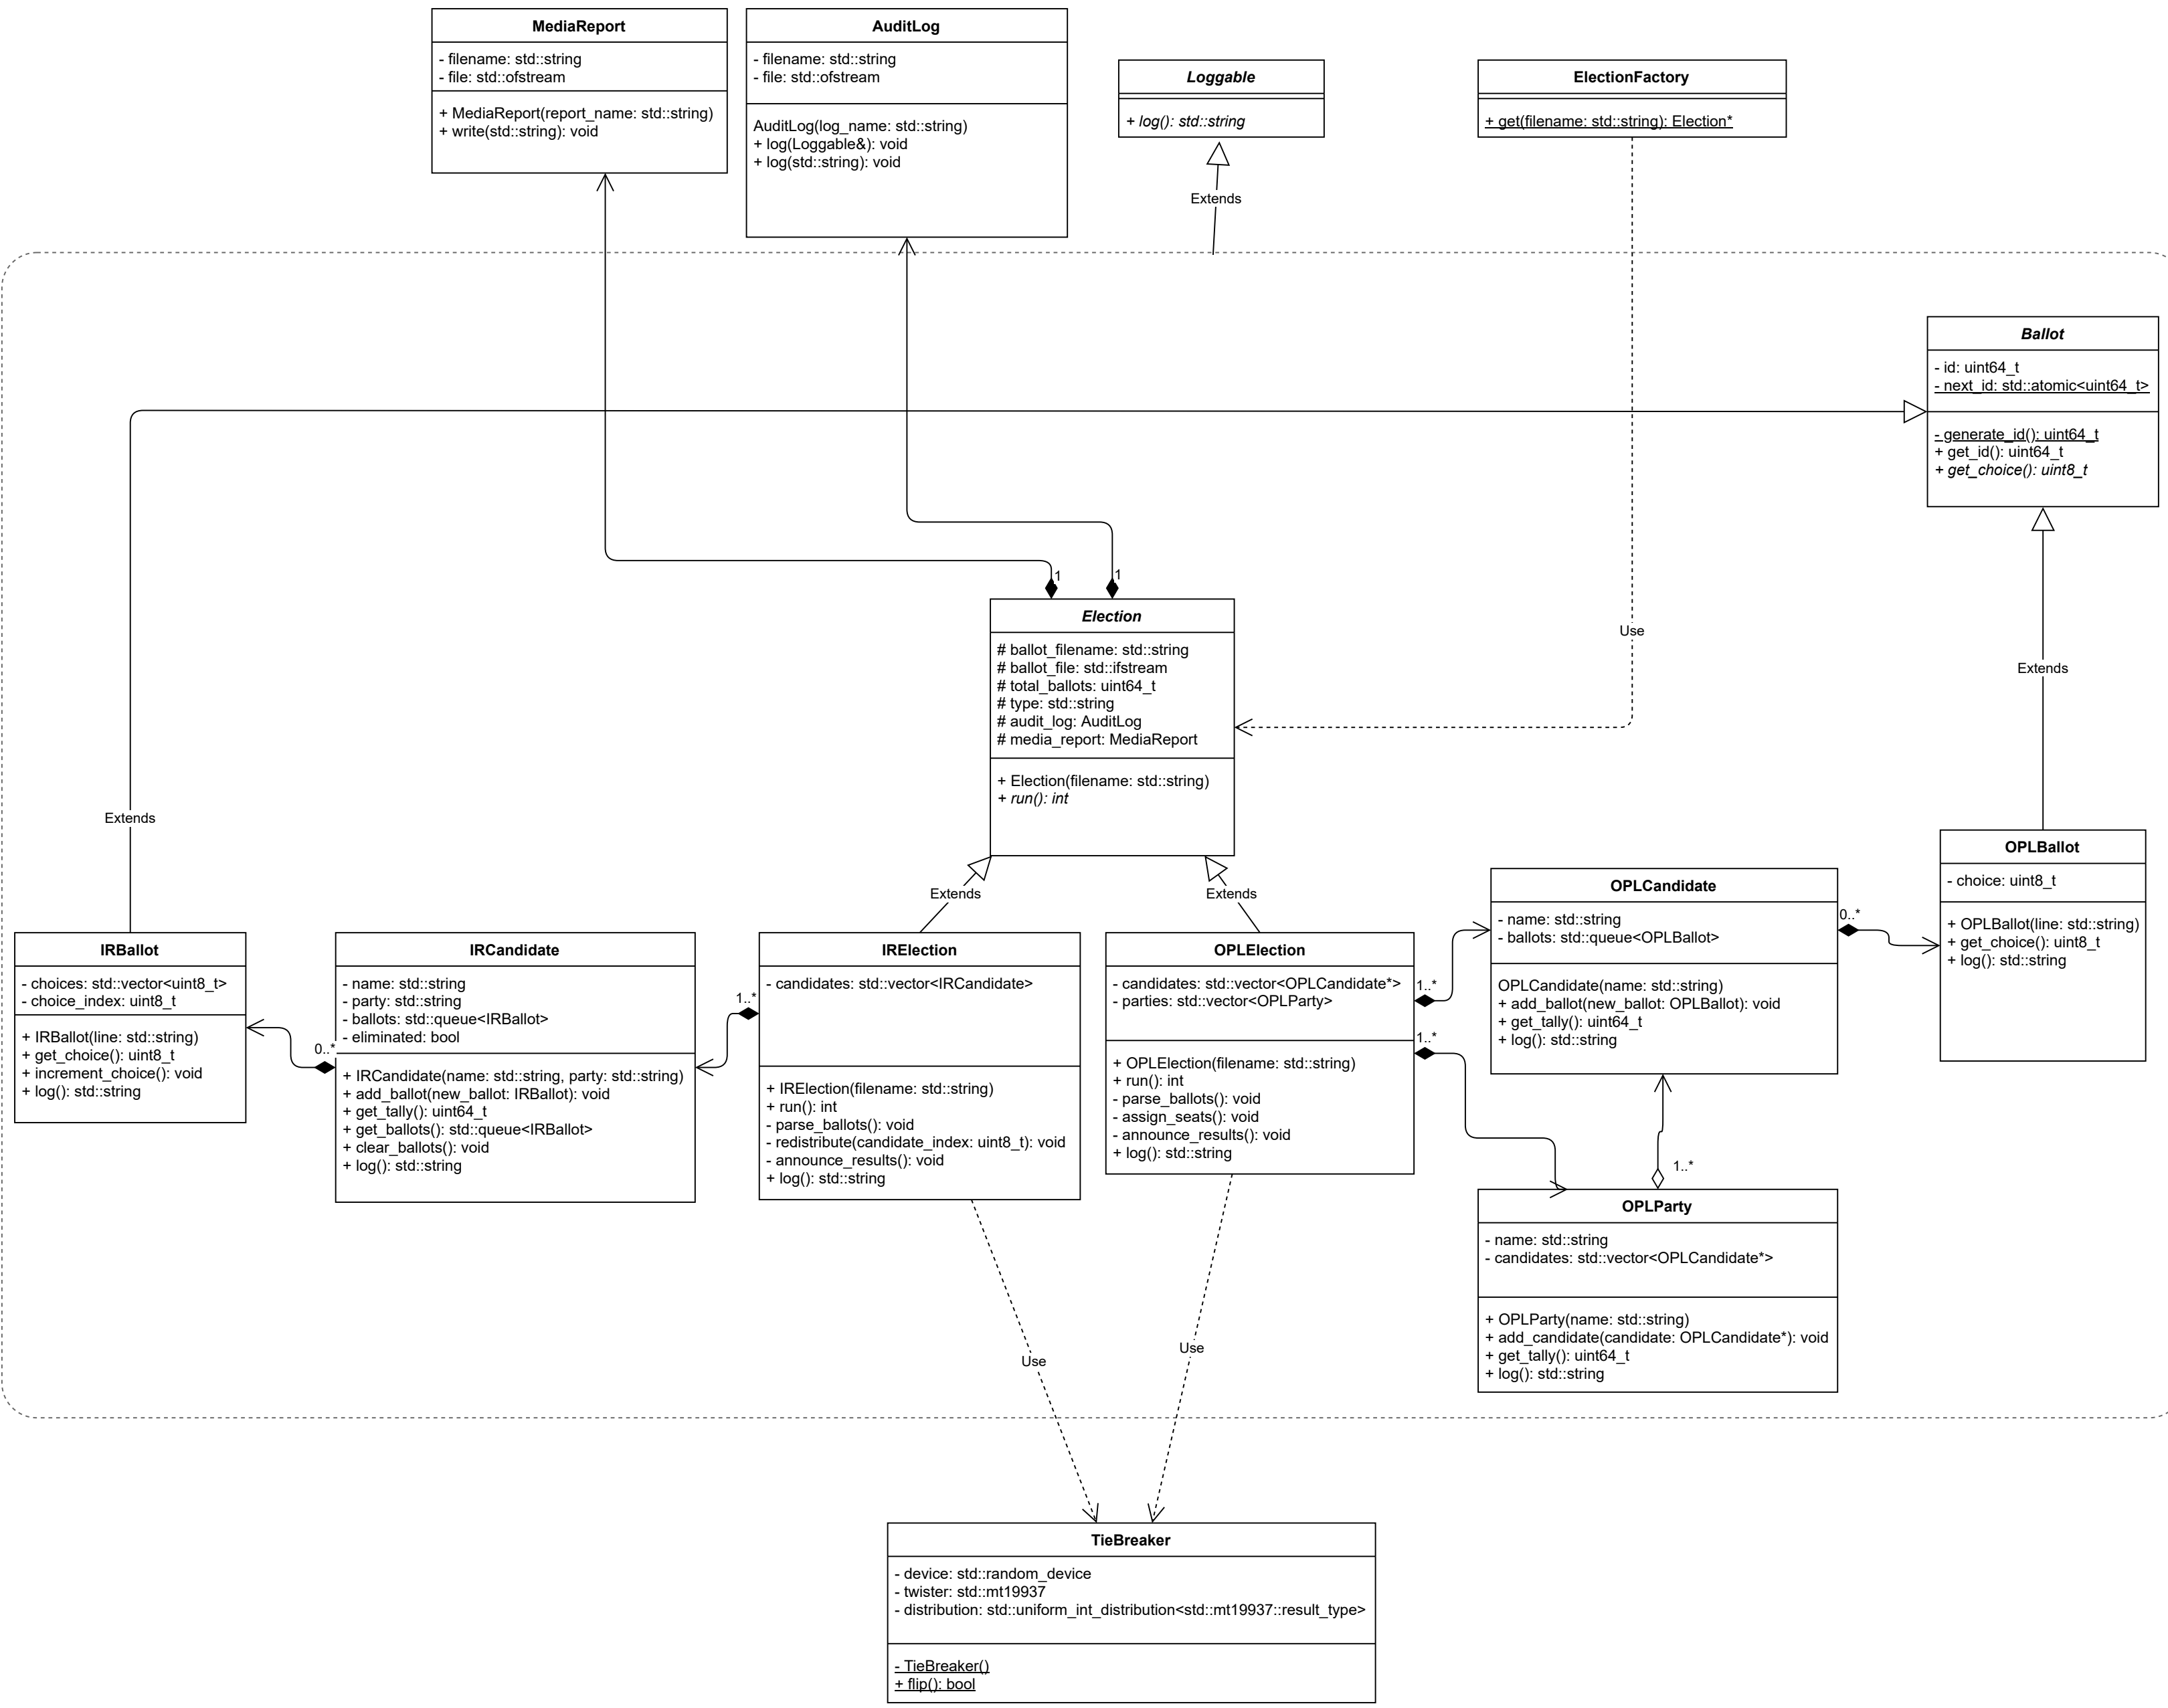 MediaReport
- filename: std::string
- file: std::ofstream
+ MediaReport(report_name: std::string)
+ write(std::string): void
AuditLog
- filename: std::string
- file: std::ofstream
AuditLog(log_name: std::string)
+ log(Loggable&): void
+ log(std::string): void
Loggable
+ log(): std::string
ElectionFactory
+ get(filename: std::string): Election*
Extends
Ballot
- id: uint64_t
- next_id: std::atomic<uint64_t>
- generate_id(): uint64_t
+ get_id(): uint64_t
+ get_choice(): uint8_t
1
1
Election
# ballot_filename: std::string
# ballot_file: std::ifstream
# total_ballots: uint64_t
# type: std::string
# audit_log: AuditLog
# media_report: MediaReport
+ Election(filename: std::string)
+ run(): int
Use
Extends
Extends
Extends
Extends
IRBallot
- choices: std::vector<uint8_t>
- choice_index: uint8_t
+ IRBallot(line: std::string)
+ get_choice(): uint8_t
+ increment_choice(): void
+ log(): std::string
0..*
IRCandidate
- name: std::string
- party: std::string
- ballots: std::queue<IRBallot>
- eliminated: bool
+ IRCandidate(name: std::string, party: std::string)
+ add_ballot(new_ballot: IRBallot): void
+ get_tally(): uint64_t
+ get_ballots(): std::queue<IRBallot>
+ clear_ballots(): void
+ log(): std::string
1..*
IRElection
- candidates: std::vector<IRCandidate>
+ IRElection(filename: std::string)
+ run(): int
- parse_ballots(): void
- redistribute(candidate_index: uint8_t): void
- announce_results(): void
+ log(): std::string
OPLElection
- candidates: std::vector<OPLCandidate*>
- parties: std::vector<OPLParty>
+ OPLElection(filename: std::string)
+ run(): int
- parse_ballots(): void
- assign_seats(): void
- announce_results(): void
+ log(): std::string
1..*
1..*
OPLCandidate
- name: std::string
- ballots: std::queue<OPLBallot>
OPLCandidate(name: std::string)
+ add_ballot(new_ballot: OPLBallot): void
+ get_tally(): uint64_t
+ log(): std::string
0..*
OPLBallot
- choice: uint8_t
+ OPLBallot(line: std::string)
+ get_choice(): uint8_t
+ log(): std::string
1..*
OPLParty
- name: std::string
- candidates: std::vector<OPLCandidate*>
+ OPLParty(name: std::string)
+ add_candidate(candidate: OPLCandidate*): void
+ get_tally(): uint64_t
+ log(): std::string
Use
Use
TieBreaker
- device: std::random_device
- twister: std::mt19937
- distribution: std::uniform_int_distribution<std::mt19937::result_type>
- TieBreaker()
+ flip(): bool